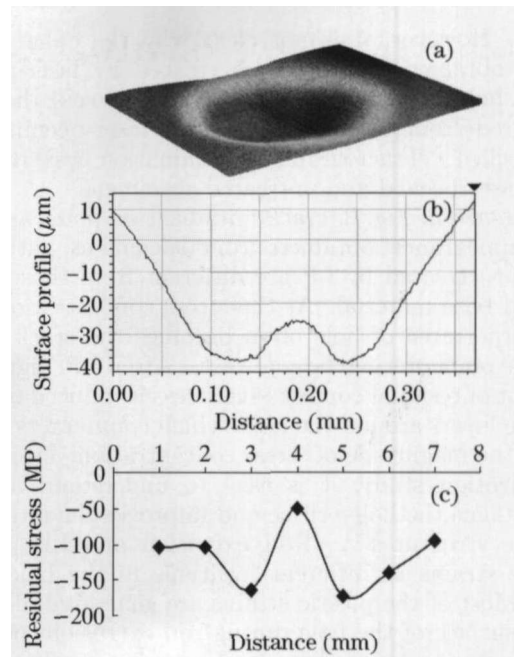 (a)
(b)
Surface profile (μm)
10
0
−10
−20
−30
−40
0.00 0.10 0.20 0.30
Distance (mm)
8
(c)
Residual stress (MP)
0
−50
−100
−150
−200
0 1 2 3 4 5 6 7
Distance (mm)